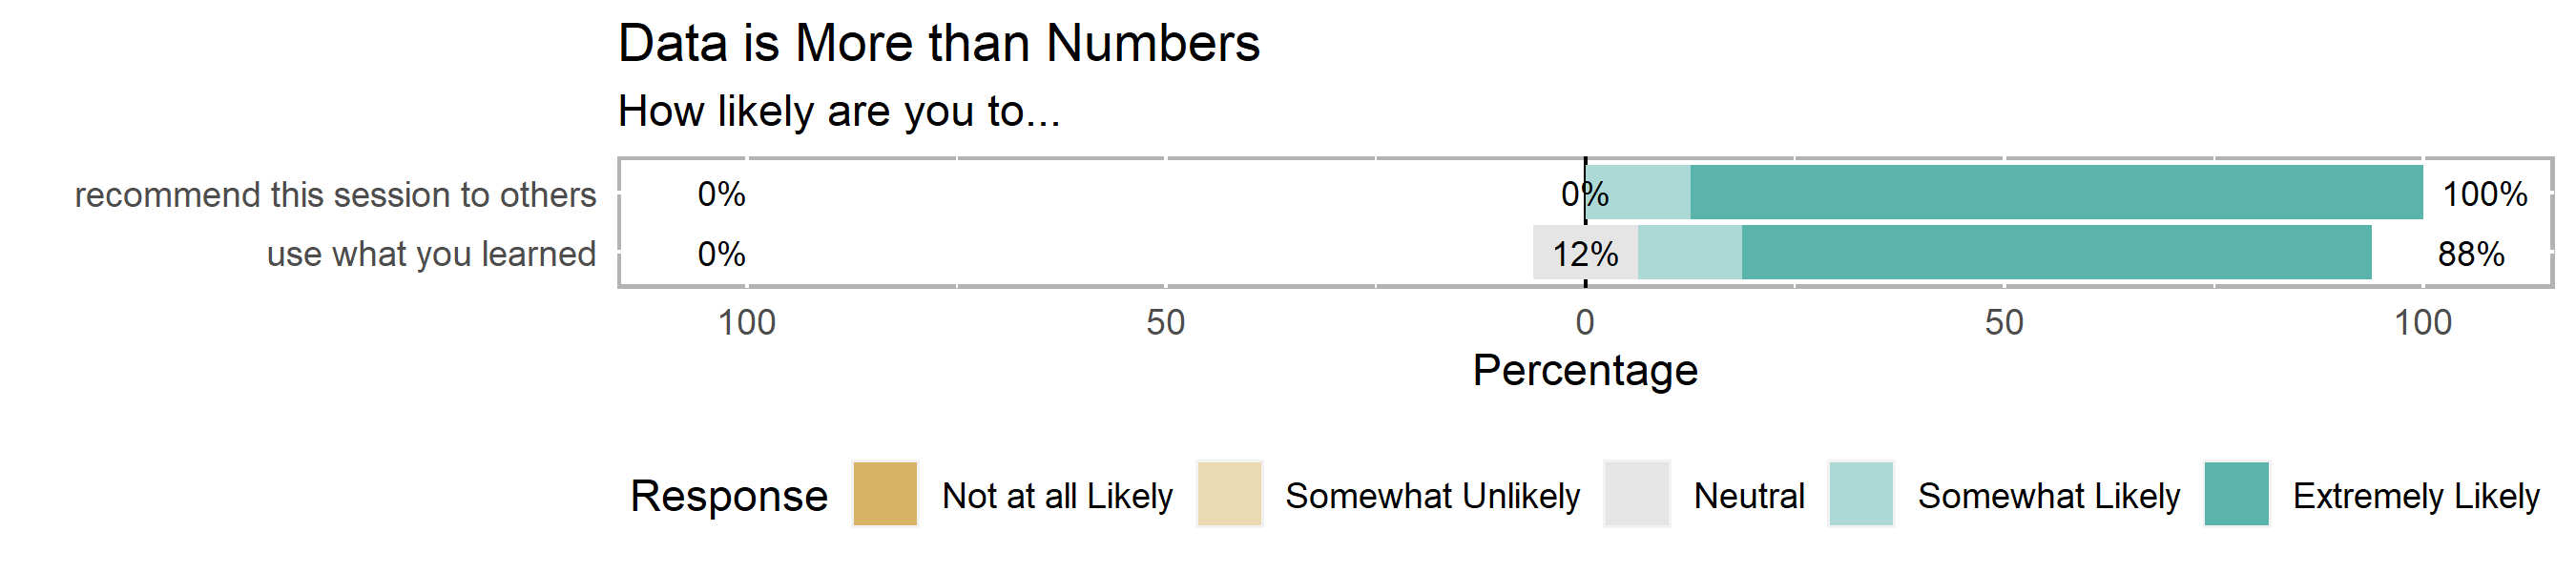 Data is More than Numbers
How likely are you to...
recommend this session to others 0% 0% 100%
use what you learned 0% 12% 88%
100 50 0 50 100
Percentage
Response Not at all Likely Somewhat Unlikely Neutral Somewhat Likely Extremely Likely